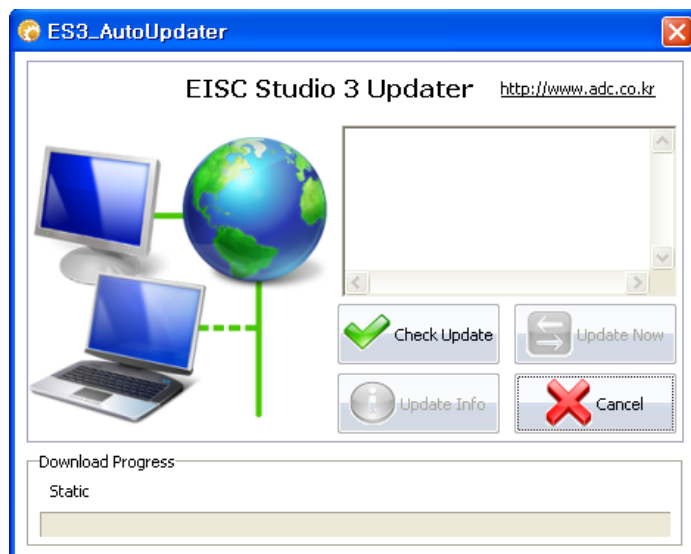 ES3_AutoUpdater
EISC Studio 3 Updater http://www.adc.co.kr
Check Update
Update Now
Update Info
Cancel
Download Progress
Static